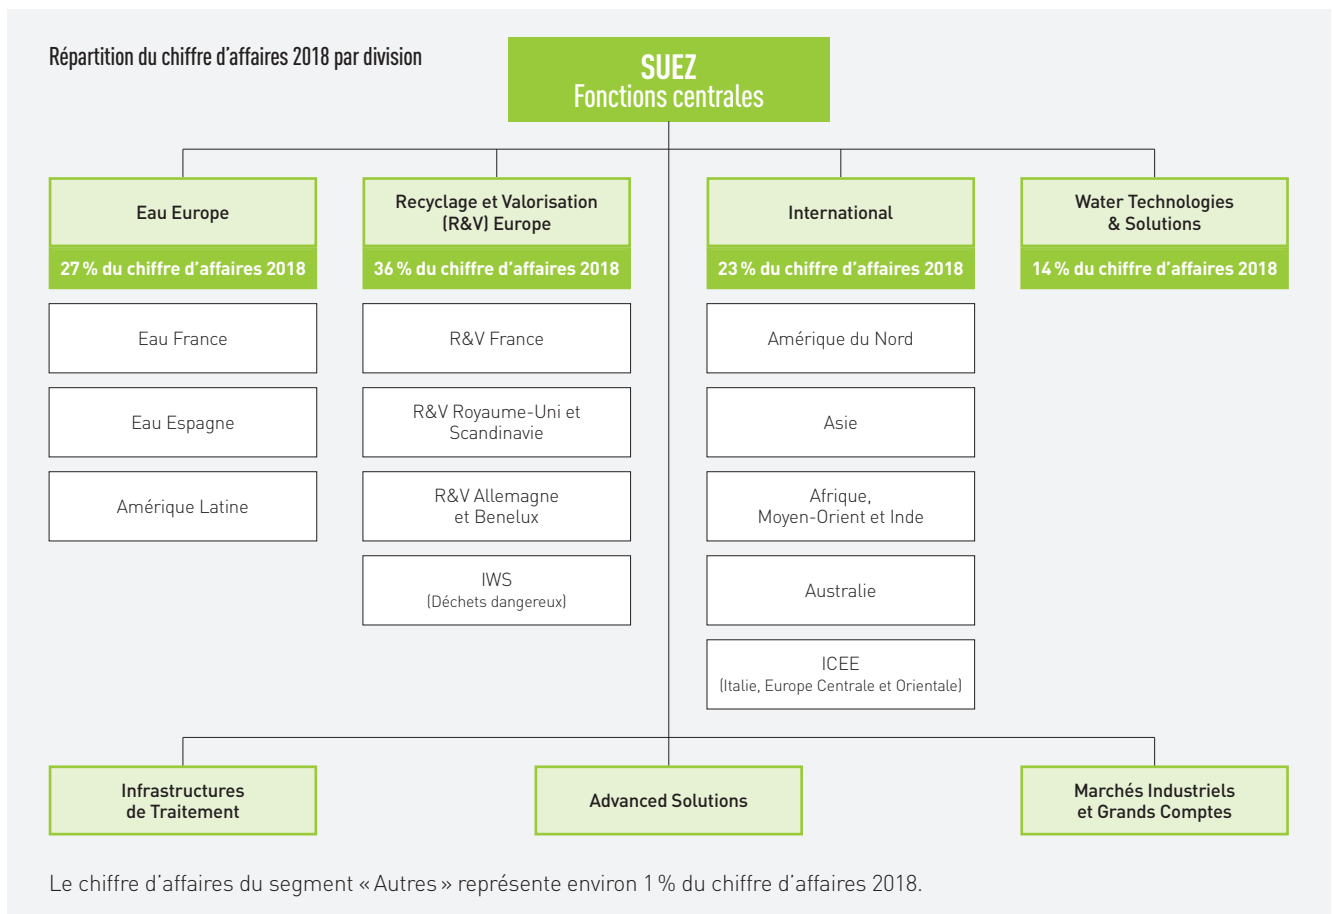 Répartition du chiffre d'affaires 2018 par division
SUEZ
Fonctions centrales
Eau Europe
27 % du chiffre d'affaires 2018
Eau France
Eau Espagne
Amérique Latine
Recyclage et Valorisation
(R&V) Europe
36 % du chiffre d'affaires 2018
R&V France
R&V Royaume-Uni et
Scandinavie
R&V Allemagne
et Benelux
IWS
(Déchets dangereux)
International
23 % du chiffre d'affaires 2018
Amérique du Nord
Asie
Afrique,
Moyen-Orient et Inde
Australie
ICEE
(Italie, Europe Centrale et Orientale)
Water Technologies
& Solutions
14 % du chiffre d'affaires 2018
Infrastructures
de Traitement
Advanced Solutions
Marchés Industriels
et Grands Comptes
Le chiffre d'affaires du segment « Autres » représente environ 1 % du chiffre d'affaires 2018.